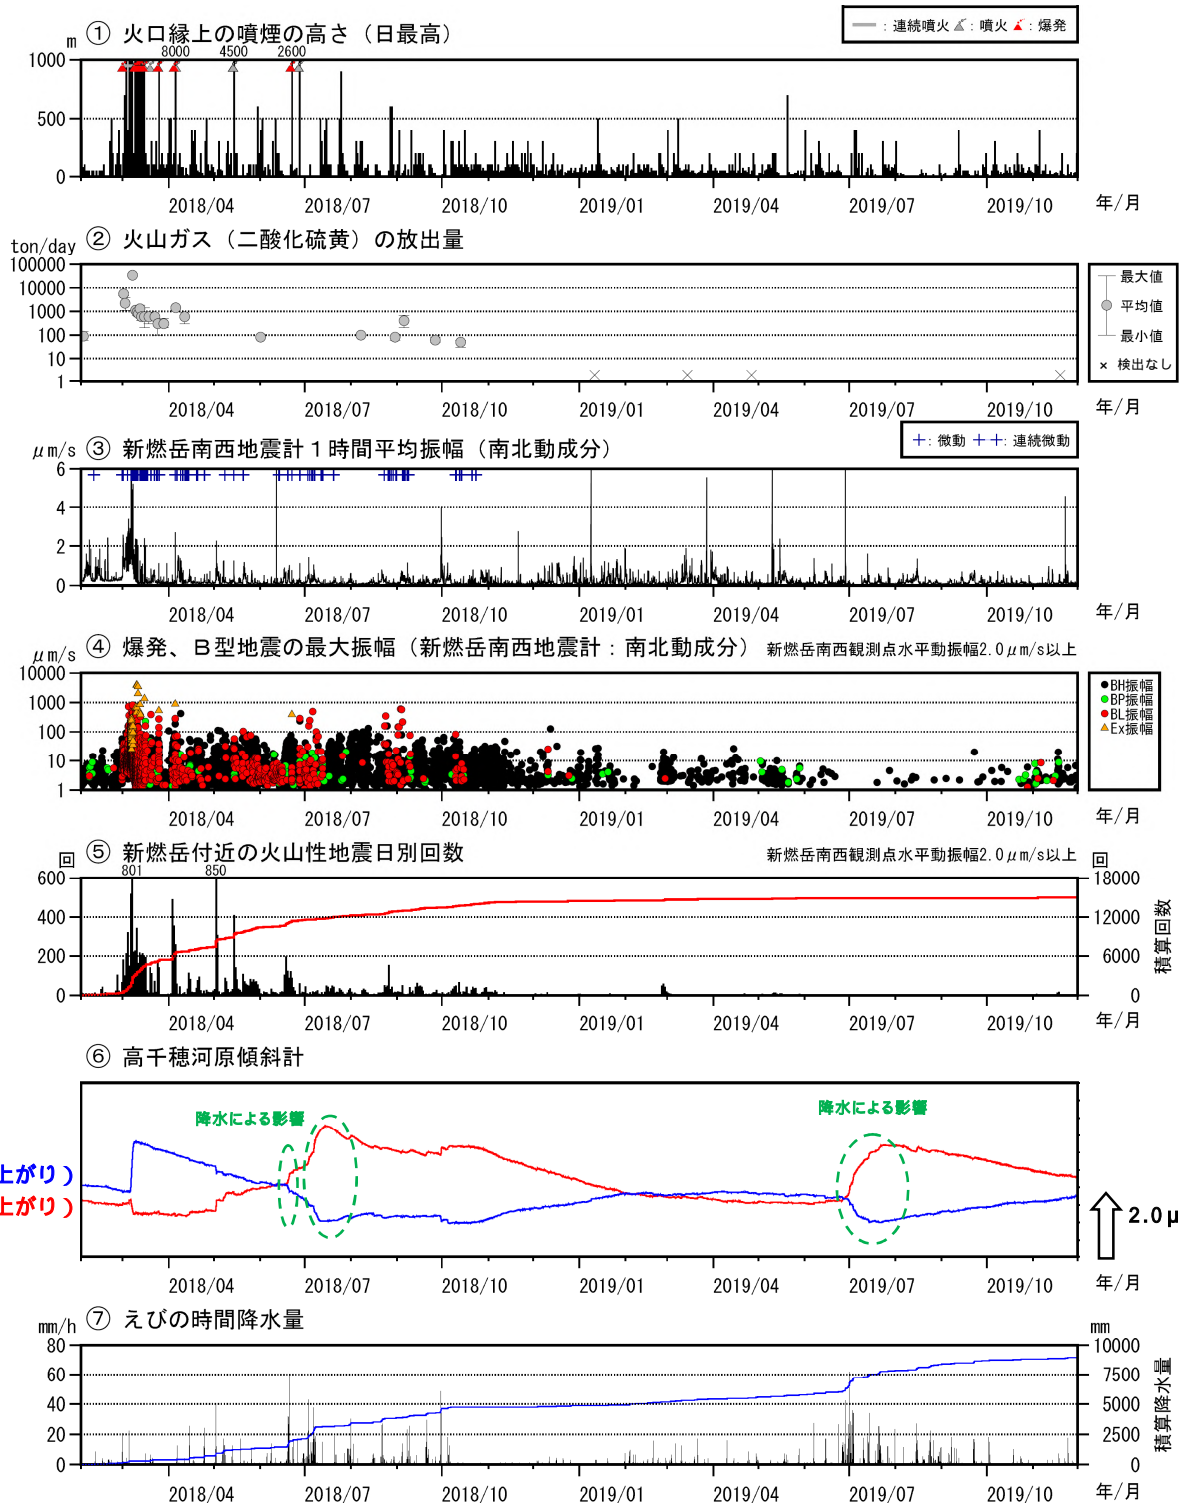 ① 火口縁上の噴煙の高さ（日最高）
━ : 連続噴火 : 噴火 : 爆発
m
8000 4500 2600
1000
500
0
2018/04 2018/07 2018/10 2019/01 2019/04 2019/07 2019/10 年/月
② 火山ガス（二酸化硫黄）の放出量
ton/day
100000
10000
1000
100
10
1
最大値
平均値
最小値
× 検出なし
2018/04 2018/07 2018/10 2019/01 2019/04 2019/07 2019/10 年/月
③ 新燃岳南西地震計１時間平均振幅（南北動成分）
+: 微動 ++: 連続微動
μm/s
6
4
2
0
2018/04 2018/07 2018/10 2019/01 2019/04 2019/07 2019/10 年/月
④ 爆発、Ｂ型地震の最大振幅（新燃岳南西地震計：南北動成分） 新燃岳南西観測点水平動振幅2.0μm/s以上
μm/s
10000
1000
100
10
1
BH振幅
BP振幅
BL振幅
Ex振幅
2018/04 2018/07 2018/10 2019/01 2019/04 2019/07 2019/10 年/月
⑤ 新燃岳付近の火山性地震日別回数 新燃岳南西観測点水平動振幅2.0μm/s以上
回 回
801 850
600 18000
400 12000
200 6000
0 0
積算回数
2018/04 2018/07 2018/10 2019/01 2019/04 2019/07 2019/10 年/月
⑥ 高千穂河原傾斜計
降水による影響 降水による影響
上がり）
上がり）
2.0μ
2018/04 2018/07 2018/10 2019/01 2019/04 2019/07 2019/10 年/月
⑦ えびの時間降水量
mm/h mm
80 10000
60 7500
40 5000
20 2500
0 0
積算降水量
2018/04 2018/07 2018/10 2019/01 2019/04 2019/07 2019/10 年/月